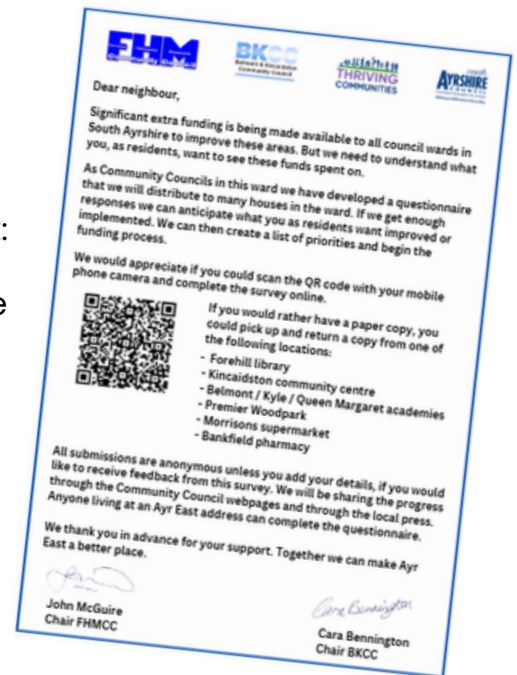 t:
e
FHM
Community Council
BKCC
Belmont & Kincaidston
Community Council
THRIVING
COMMUNITIES
south
AYRSHIRE
COUNCIL
Dear neighbour,
Significant extra funding is being made available to all council wards in
South Ayrshire to improve these areas. But we need to understand what
you, as residents, want to see these funds spent on.
As Community Councils in this ward we have developed a questionnaire
that we will distribute to many houses in the ward. If we get enough
responses we can anticipate what you as residents want improved or
implemented. We can then create a list of priorities and begin the
funding process.
We would appreciate if you could scan the QR code with your mobile
phone camera and complete the survey online.
If you would rather have a paper copy, you
could pick up and return a copy from one of
the following locations:
- Forehill library
- Kincaidston community centre
- Belmont / Kyle / Queen Margaret academies
- Premier Woodpark
- Morrisons supermarket
- Bankfield pharmacy
All submissions are anonymous unless you add your details, if you would
like to receive feedback from this survey. We will be sharing the progress
through the Community Council webpages and through the local press.
Anyone living at an Ayr East address can complete the questionnaire.
We thank you in advance for your support. Together we can make Ayr
East a better place.
Cara Bennington
John McGuire
Chair FHMCC
Cara Bennington
Chair BKCC